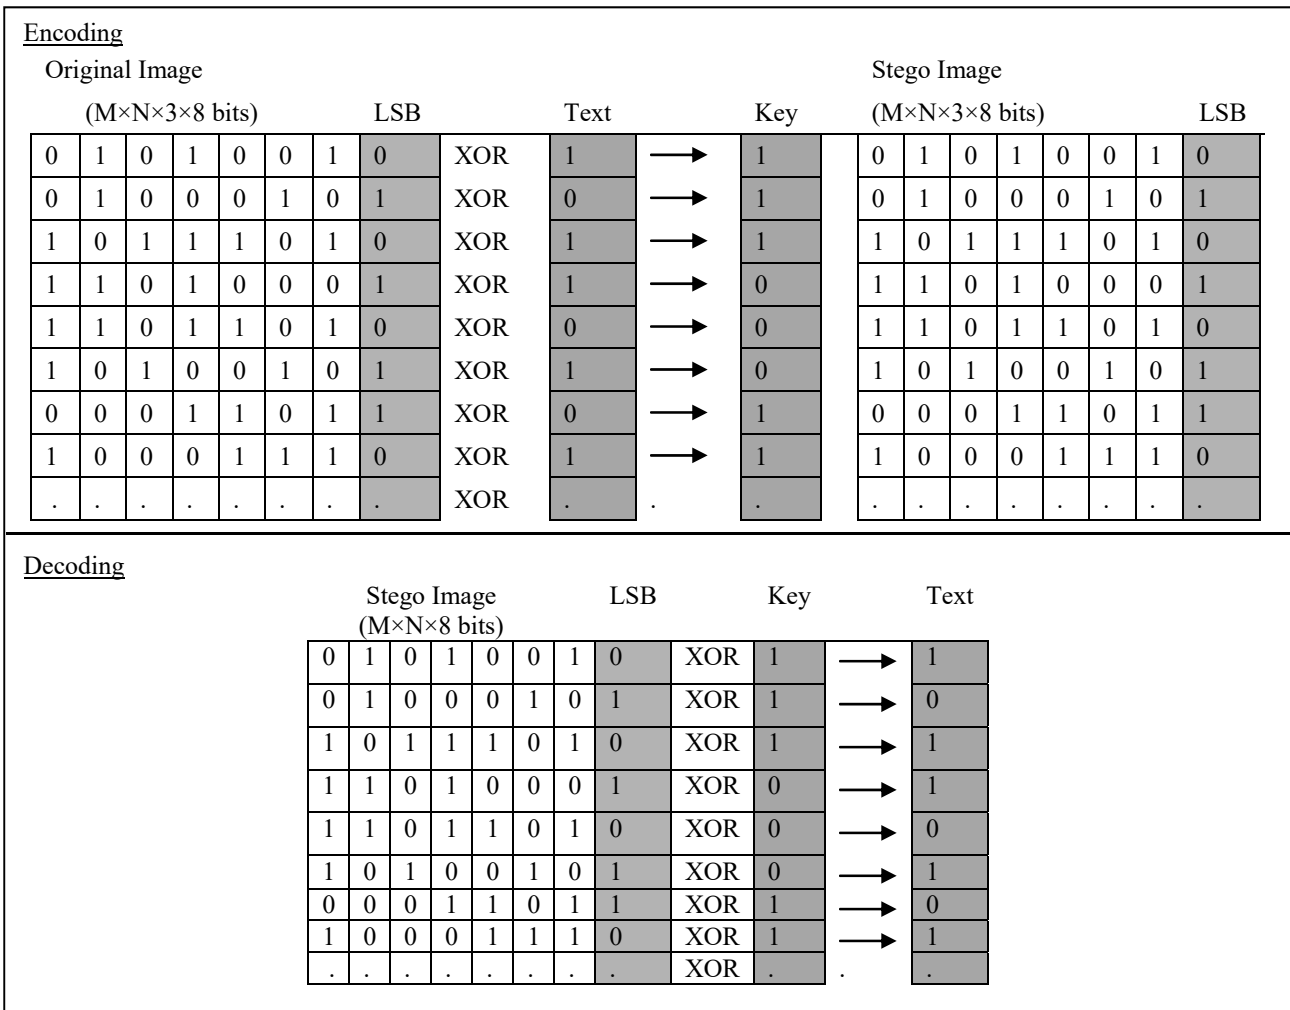 Encoding
Original Image Stego Image
(M×N×3×8 bits) LSB Text Key (M×N×3×8 bits) LSB
0 1 0 1 0 0 1 0 XOR 1 1 0 1 0 1 0 0 1 0
0 1 0 0 0 1 0 1 XOR 0 1 0 1 0 0 0 1 0 1
1 0 1 1 1 0 1 0 XOR 1 1 1 0 1 1 1 0 1 0
1 1 0 1 0 0 0 1 XOR 1 0 1 1 0 1 0 0 0 1
1 1 0 1 1 0 1 0 XOR 0 0 1 1 0 1 1 0 1 0
1 0 1 0 0 1 0 1 XOR 1 0 1 0 1 0 0 1 0 1
0 0 0 1 1 0 1 1 XOR 0 1 0 0 0 1 1 0 1 1
1 0 0 0 1 1 1 0 XOR 1 1 1 0 0 0 1 1 1 0
. . . . . . . . XOR . . . . . . . . . . .
Decoding
Stego Image LSB Key Text
(M×N×8 bits)
0 1 0 1 0 0 1 0 XOR 1 1
0 1 0 0 0 1 0 1 XOR 1 0
1 0 1 1 1 0 1 0 XOR 1 1
1 1 0 1 0 0 0 1 XOR 0 1
1 1 0 1 1 0 1 0 XOR 0 0
1 0 1 0 0 1 0 1 XOR 0 1
0 0 0 1 1 0 1 1 XOR 1 0
1 0 0 0 1 1 1 0 XOR 1 1
. . . . . . . . XOR . . .